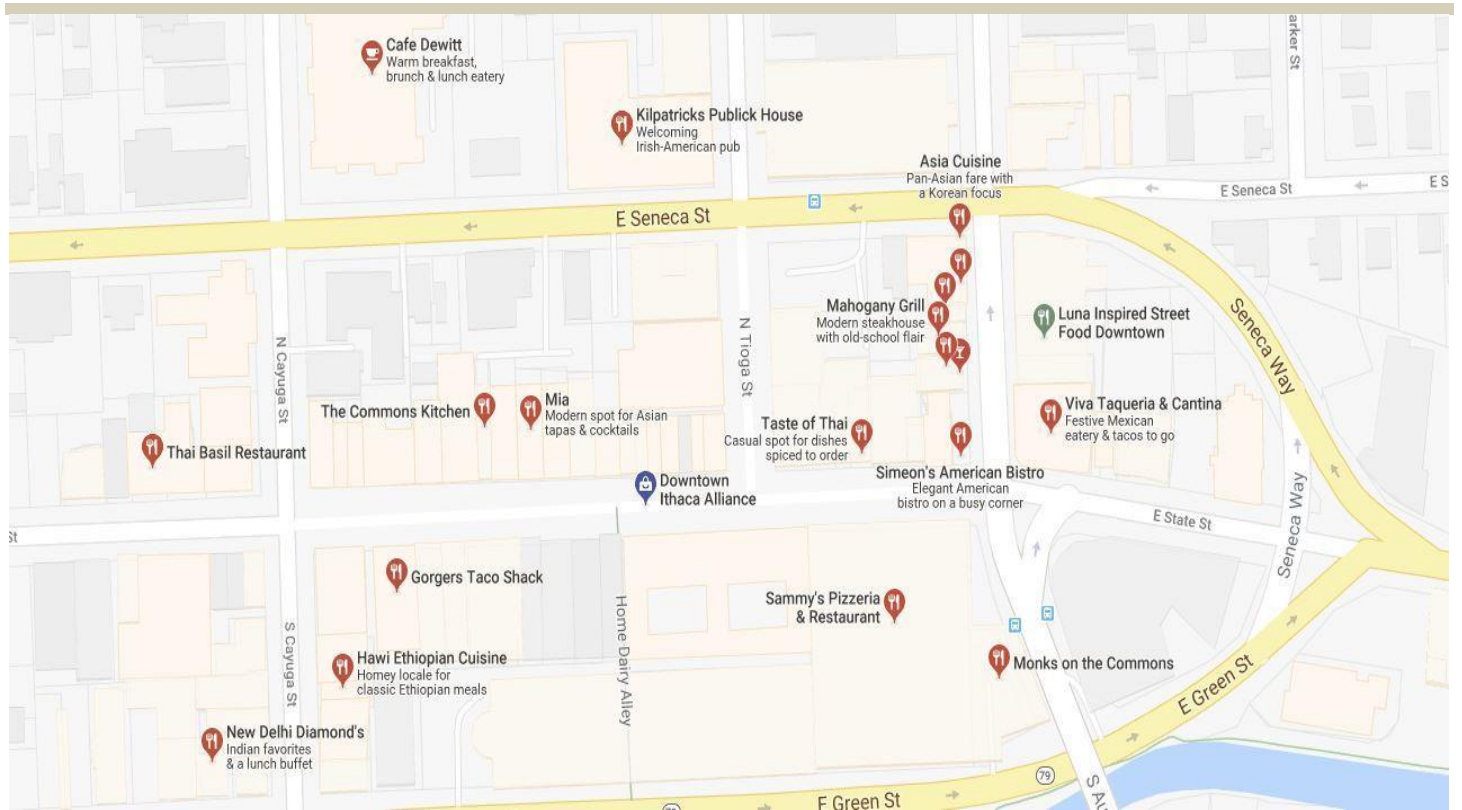 Cafe Dewitt
Warm breakfast,
brunch & lunch eatery
Kilpatricks Publick House
Welcoming
Irish-American pub
arker St
Asia Cuisine
Pan-Asian fare with
a Korean focus
E Seneca St
E S
E Seneca St
N Cayuga St
N Tioga St
Mahogany Grill
Modern steakhouse
with old-school flair
Luna Inspired Street
Food Downtown
Seneca Way
The Commons Kitchen
Mia
Modern spot for Asian
tapas & cocktails
Viva Taqueria & Cantina
Festive Mexican
eatery & tacos to go
Thai Basil Restaurant
Taste of Thai
Casual spot for dishes
spiced to order
Simeon's American Bistro
Elegant American
bistro on a busy corner
Downtown
Ithaca Alliance
E State St
Seneca Way
St
Gorgers Taco Shack
Home Dairy Alley
Sammy's Pizzeria
& Restaurant
S Cayuga St
Hawi Ethiopian Cuisine
Homey locale for
classic Ethiopian meals
Monks on the Commons
E Green St
New Delhi Diamond's
Indian favorites
& a lunch buffet
79
S Au
E Green St